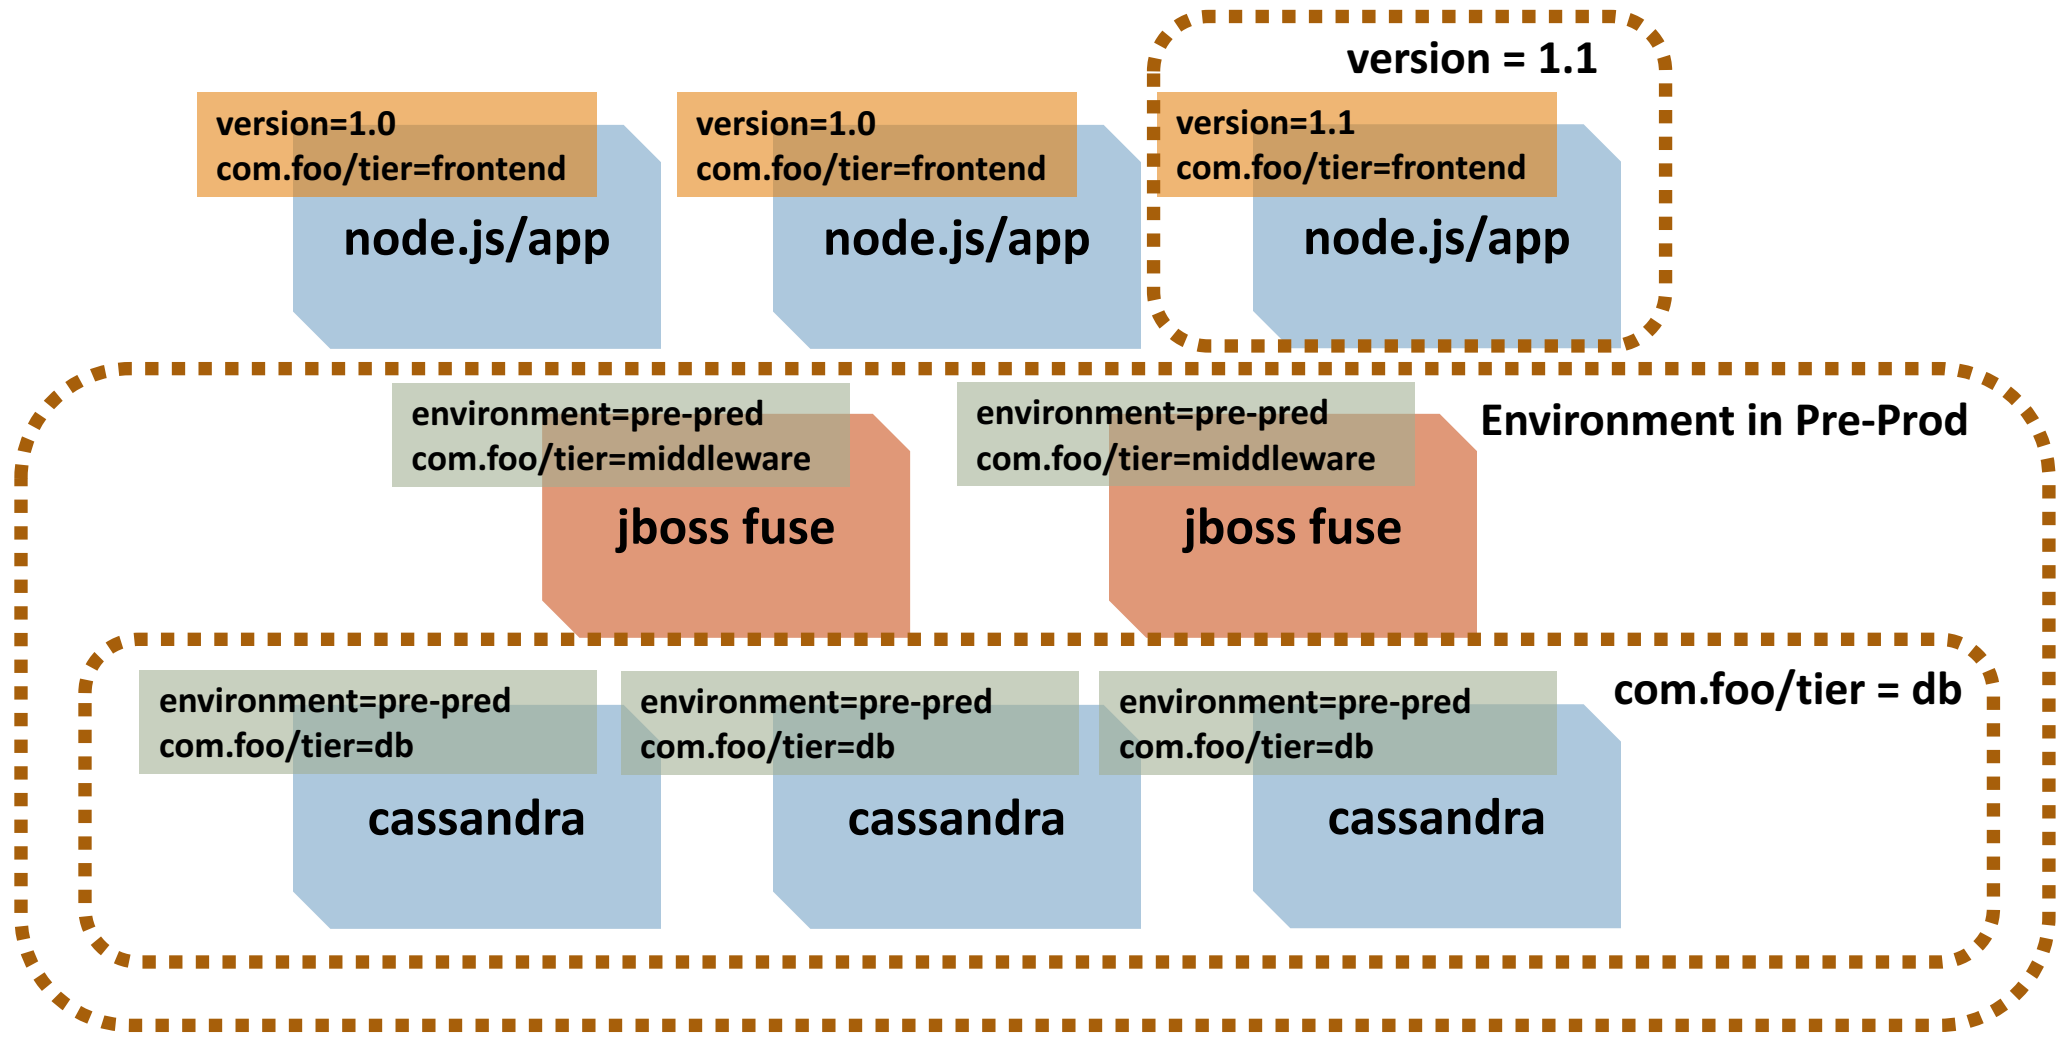 version = 1.1
version=1.0
com.foo/tier=frontend
node.js/app
version=1.0
com.foo/tier=frontend
node.js/app
version=1.1
com.foo/tier=frontend
node.js/app
environment=pre-pred
com.foo/tier=middleware
jboss fuse
environment=pre-pred
com.foo/tier=middleware
jboss fuse
Environment in Pre-Prod
environment=pre-pred
com.foo/tier=db
cassandra
environment=pre-pred
com.foo/tier=db
cassandra
environment=pre-pred
com.foo/tier=db
cassandra
com.foo/tier = db